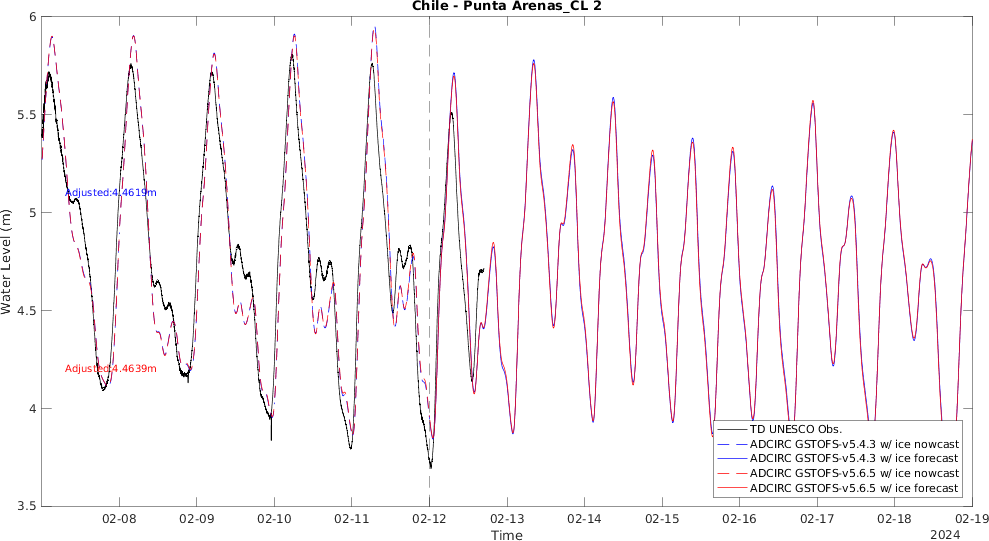 Chile - Punta Arenas_CL 2
6
5.5
5
4.5
4
3.5
Water Level (m)
Adjusted:4.4619m
Adjusted:4.4639m
TD UNESCO Obs.
ADCIRC GSTOFS-v5.4.3 w/ ice nowcast
ADCIRC GSTOFS-v5.4.3 w/ ice forecast
ADCIRC GSTOFS-v5.6.5 w/ ice nowcast
ADCIRC GSTOFS-v5.6.5 w/ ice forecast
02-08 02-09 02-10 02-11 02-12 02-13 02-14 02-15 02-16 02-17 02-18 02-19
Time
2024